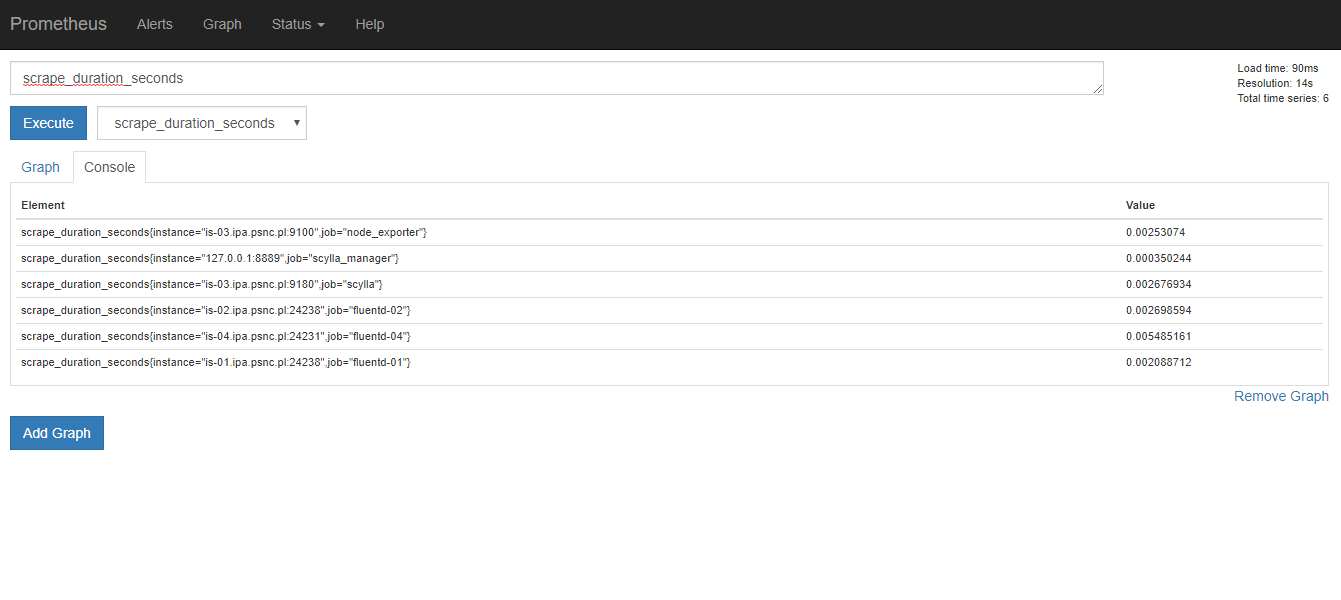 Prometheus Alerts Graph Status Help
scrape_duration_seconds
Load time: 90ms
Resolution: 14s
Total time series: 6
Execute scrape_duration_seconds
Graph Console
Element Value
scrape_duration_seconds{instance="is-03.ipa.psnc.pl:9100",job="node_exporter"} 0.00253074
scrape_duration_seconds{instance="127.0.0.1:8889",job="scylla_manager"} 0.000350244
scrape_duration_seconds{instance="is-03.ipa.psnc.pl:9180",job="scylla"} 0.002676934
scrape_duration_seconds{instance="is-02.ipa.psnc.pl:24238",job="fluentd-02"} 0.002698594
scrape_duration_seconds{instance="is-04.ipa.psnc.pl:24231",job="fluentd-04"} 0.005485161
scrape_duration_seconds{instance="is-01.ipa.psnc.pl:24238",job="fluentd-01"} 0.002088712
Remove Graph
Add Graph